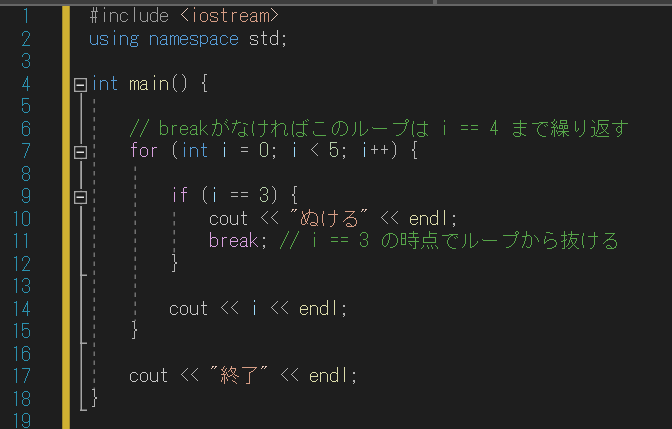 1 #include <iostream>
2 using namespace std;
3
4 int main() {
5
6 // breakがなければこのループは i == 4 まで繰り返す
7 for (int i = 0; i < 5; i++) {
8
9 if (i == 3) {
10 cout << "ぬける" << endl;
11 break; // i == 3 の時点でループから抜ける
12 }
13
14 cout << i << endl;
15 }
16
17 cout << "終了" << endl;
18 }
19